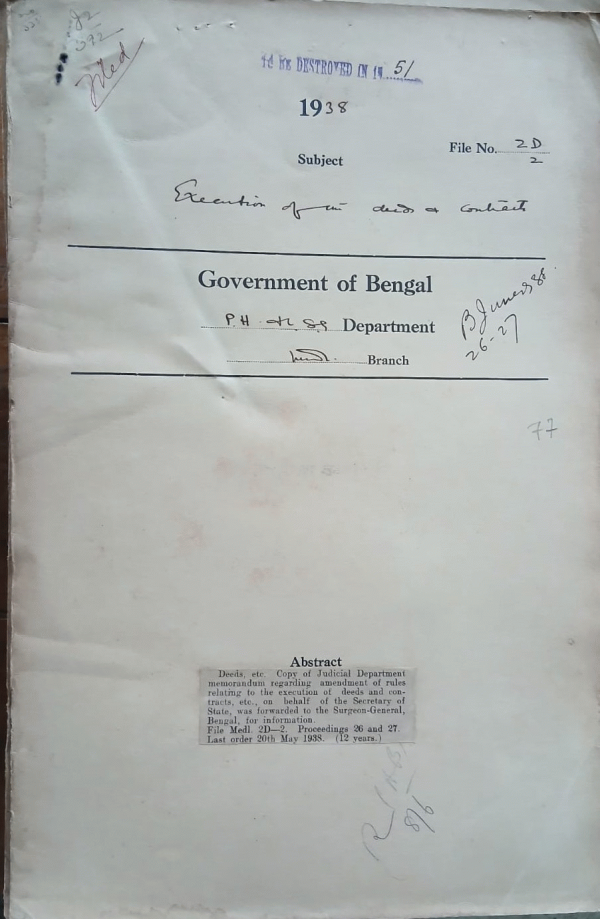 Filed
TO BE DESTROYED IN 19 51
1938
File No. 2D
2
Subject
Execution of deeds & contracts
Government of Bengal
P.H. & L.S.G. Department
Medl. Branch
B June 38
26-27
77
Abstract
Deeds, etc. Copy of Judicial Department
memorandum regarding amendment of rules
relating to the execution of deeds and con-
tracts, etc., on behalf of the Secretary of
State, was forwarded to the Surgeon-General,
Bengal, for information.
File Medl. 2D—2. Proceedings 26 and 27.
Last order 20th May 1938. (12 years.)